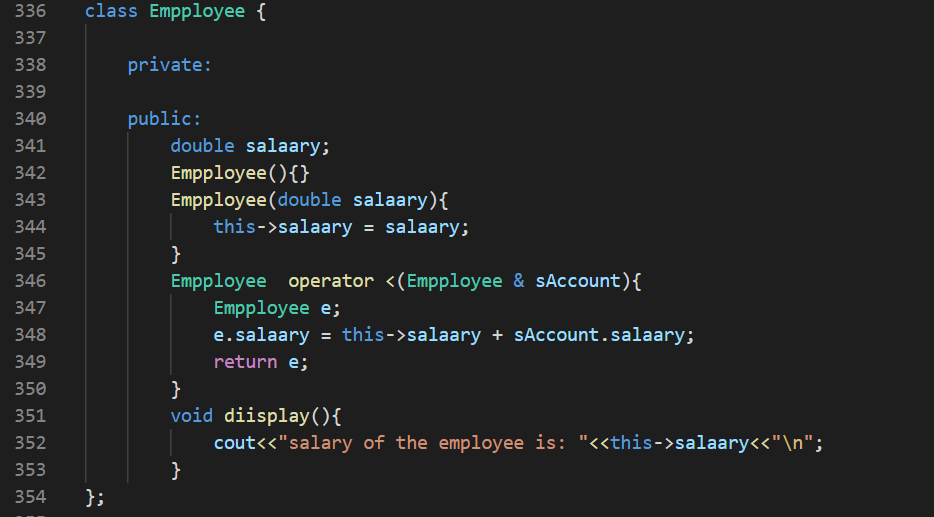 336 class Empployee {
337
338 private:
339
340 public:
341 double salaary;
342 Empployee(){}
343 Empployee(double salaary){
344 this->salaary = salaary;
345 }
346 Empployee  operator <(Empployee & sAccount){
347 Empployee e;
348 e.salaary = this->salaary + sAccount.salaary;
349 return e;
350 }
351 void diisplay(){
352 cout<<"salary of the employee is: "<<this->salaary<<"\n";
353 }
354 };